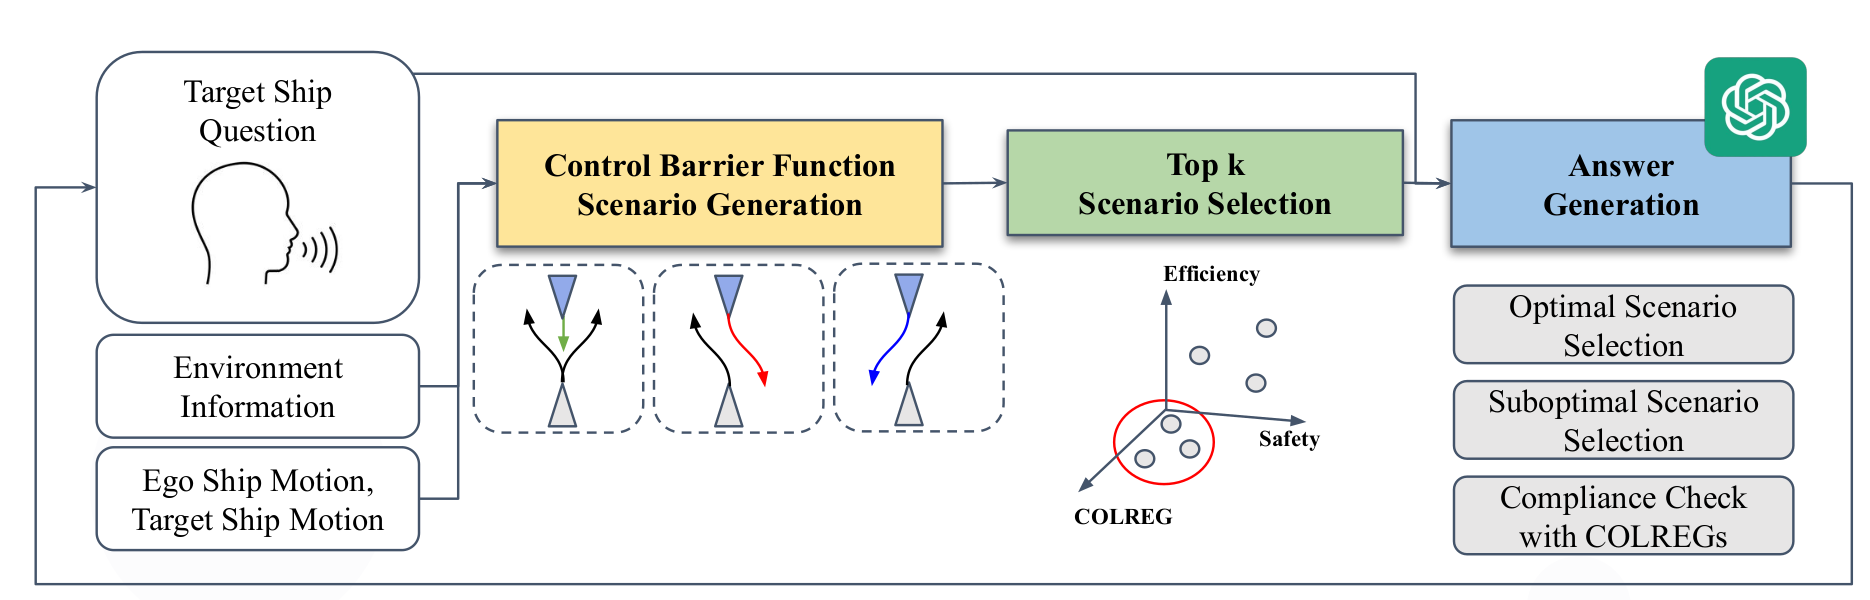 Target Ship
Question
Environment
Information
Ego Ship Motion,
Target Ship Motion
Control Barrier Function
Scenario Generation
Top k
Scenario Selection
Efficiency
Safety
COLREG
Answer
Generation
Optimal Scenario
Selection
Suboptimal Scenario
Selection
Compliance Check
with COLREGs